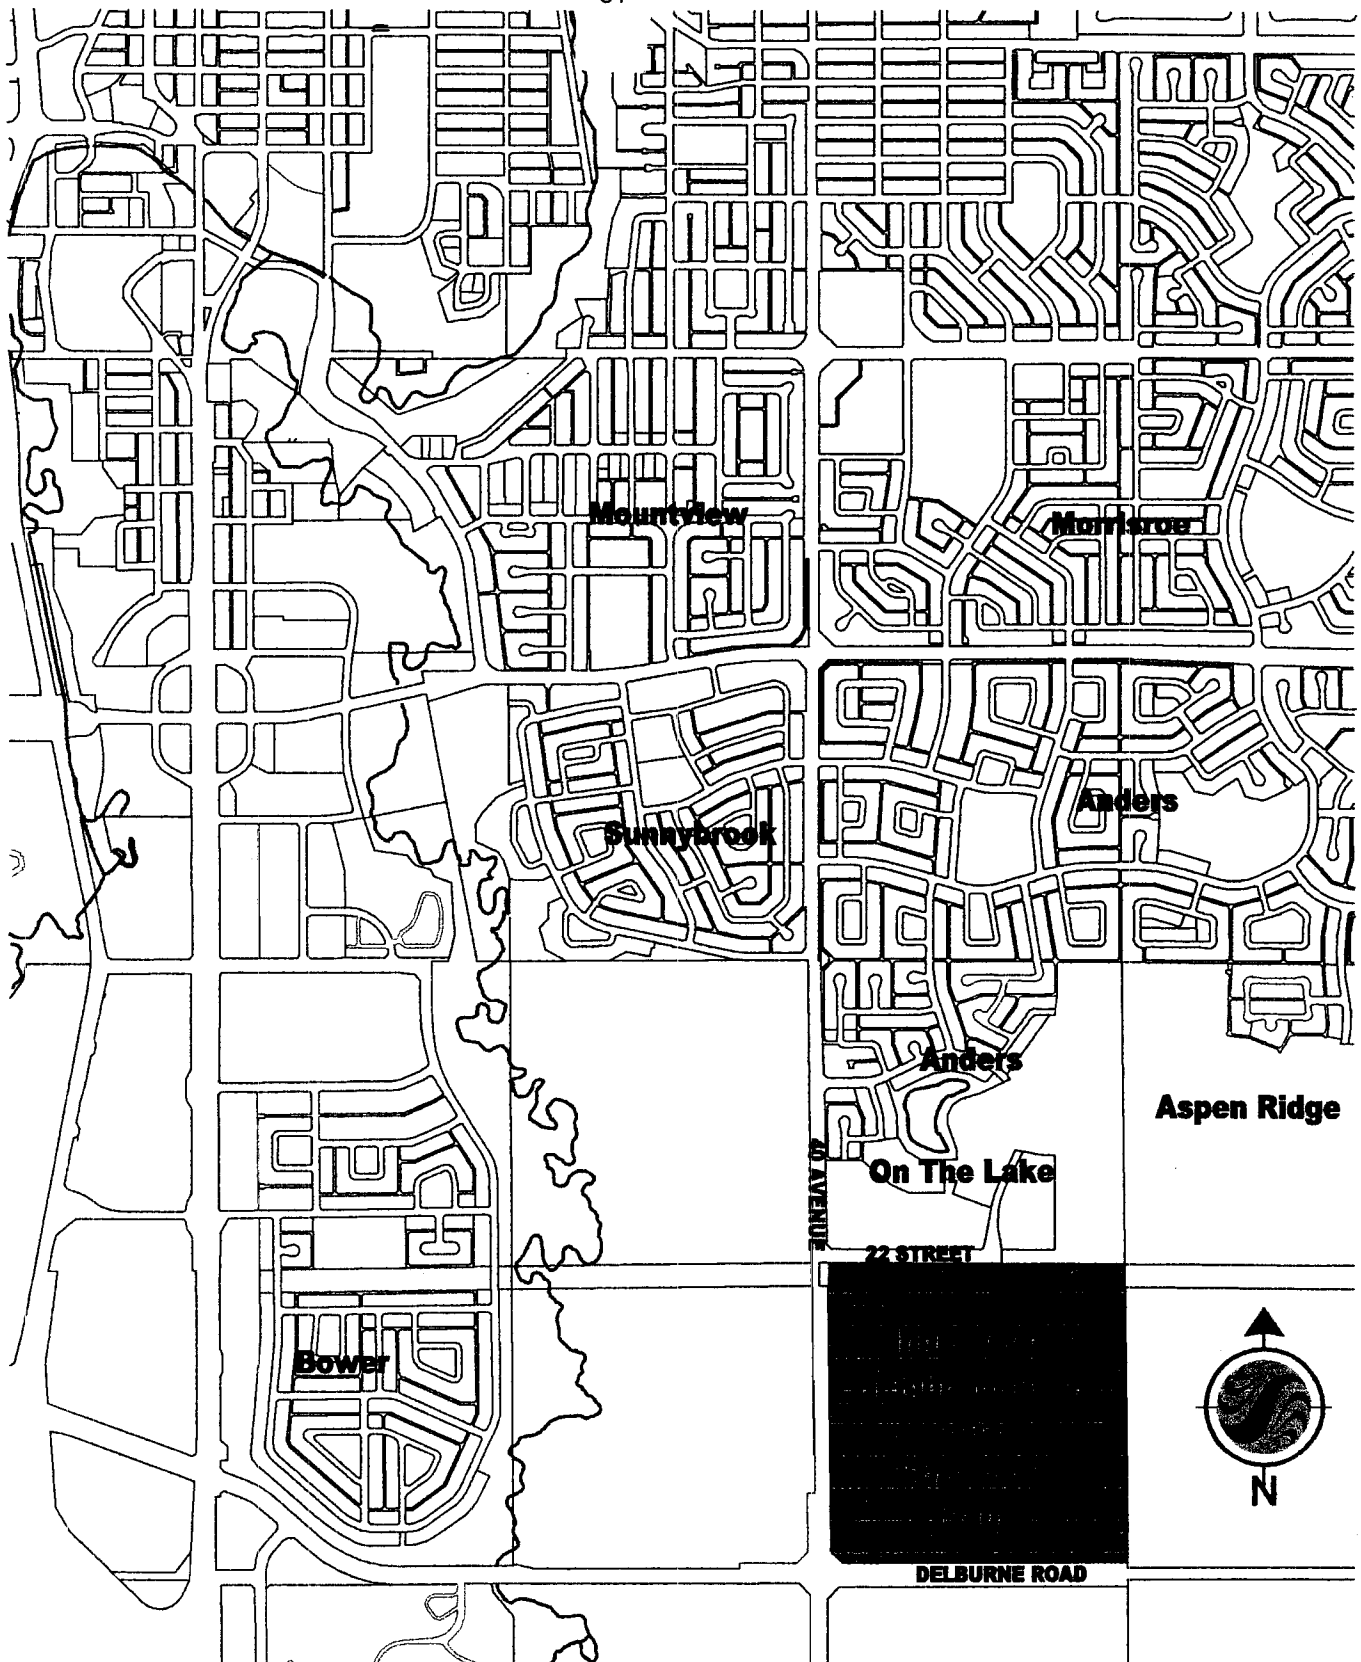 Mountview
Morrisroe
Anders
Sunnybrook
Anders
Aspen Ridge
40 AVENUE
On The Lake
22 STREET
Bower
N
DELBURNE ROAD